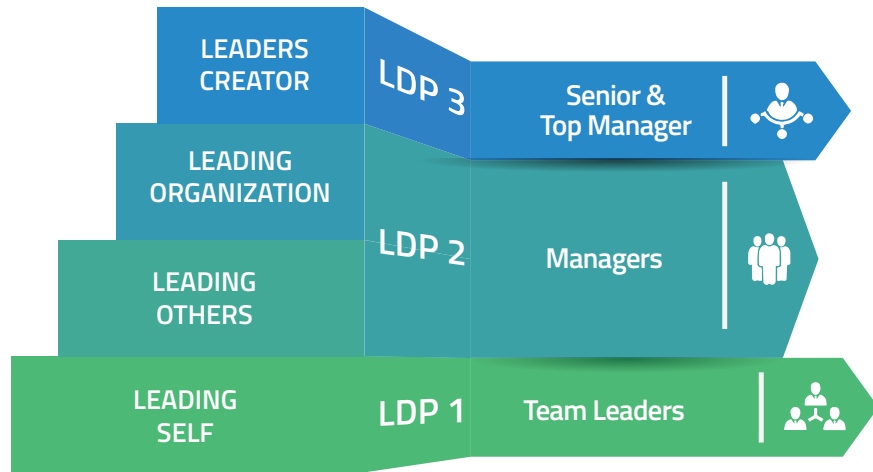 LEADERS
CREATOR
LDP 3
Senior &
Top Manager
LEADING
ORGANIZATION
LEADING
OTHERS
LDP 2
Managers
LEADING
SELF
LDP 1
Team Leaders